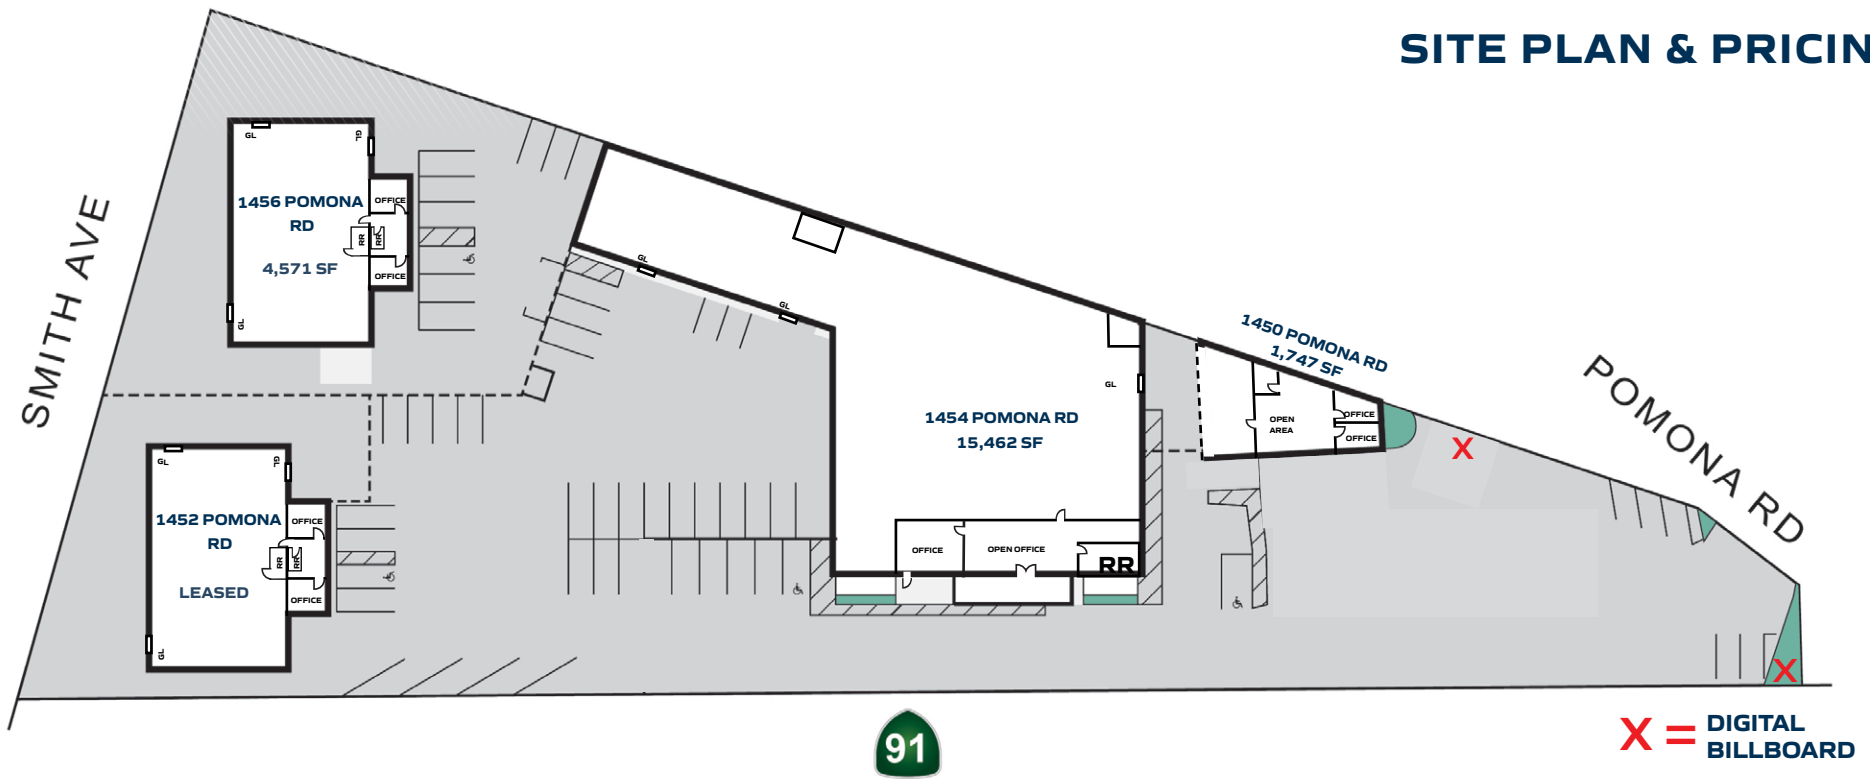 SITE PLAN & PRICIN
SMITH AVE
GL
GL
1456 POMONA
RD
4,571 SF
OFFICE
RR
RR
OFFICE
GL
GL
GL
1452 POMONA
RD
LEASED
OFFICE
RR
RR
OFFICE
GL
GL
GL
GL
1454 POMONA RD
15,462 SF
OFFICE
OPEN OFFICE
RR
1450 POMONA RD
1,747 SF
OPEN
AREA
OFFICE
OFFICE
X
POMONA RD
X
91
X = DIGITAL
BILLBOARD